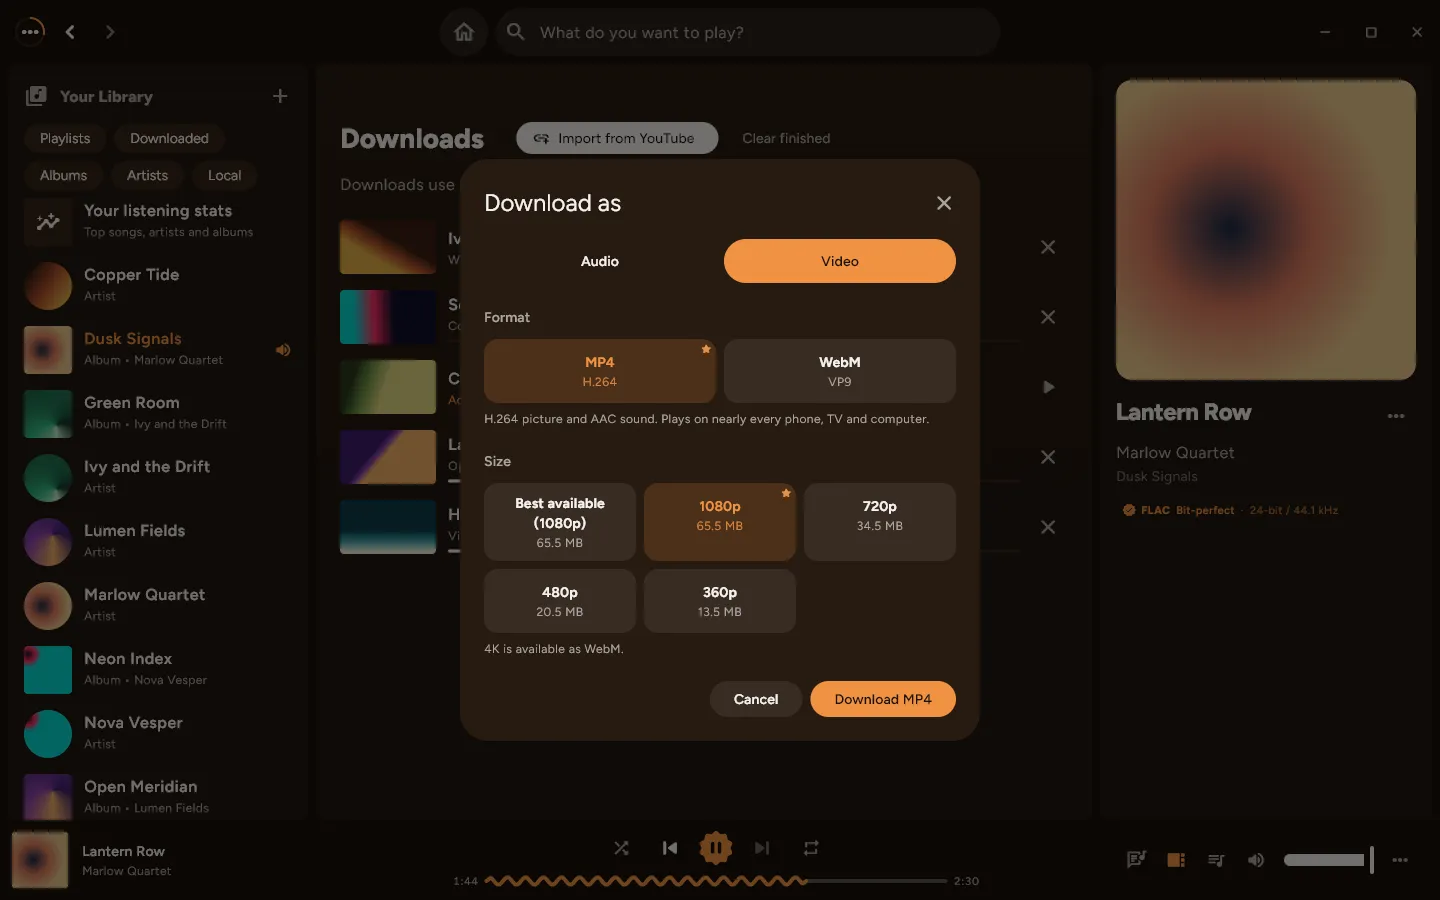 What do you want to play?
Your Library
Playlists
Downloaded
Albums
Artists
Local
Your listening stats
Top songs, artists and albums
Copper Tide
Artist
Dusk Signals
Album • Marlow Quartet
Green Room
Album • Ivy and the Drift
Ivy and the Drift
Artist
Lumen Fields
Artist
Marlow Quartet
Artist
Neon Index
Album • Nova Vesper
Nova Vesper
Artist
Open Meridian
Album • Lumen Fields
Downloads
Import from YouTube
Clear finished
Downloads use
Download as
Audio
Video
Format
MP4
H.264
WebM
VP9
H.264 picture and AAC sound. Plays on nearly every phone, TV and computer.
Size
Best available
(1080p)
65.5 MB
1080p
65.5 MB
720p
34.5 MB
480p
20.5 MB
360p
13.5 MB
4K is available as WebM.
Cancel
Download MP4
Lantern Row
Marlow Quartet
Dusk Signals
FLAC Bit-perfect · 24-bit / 44.1 kHz
Lantern Row
Marlow Quartet
1:44
2:30